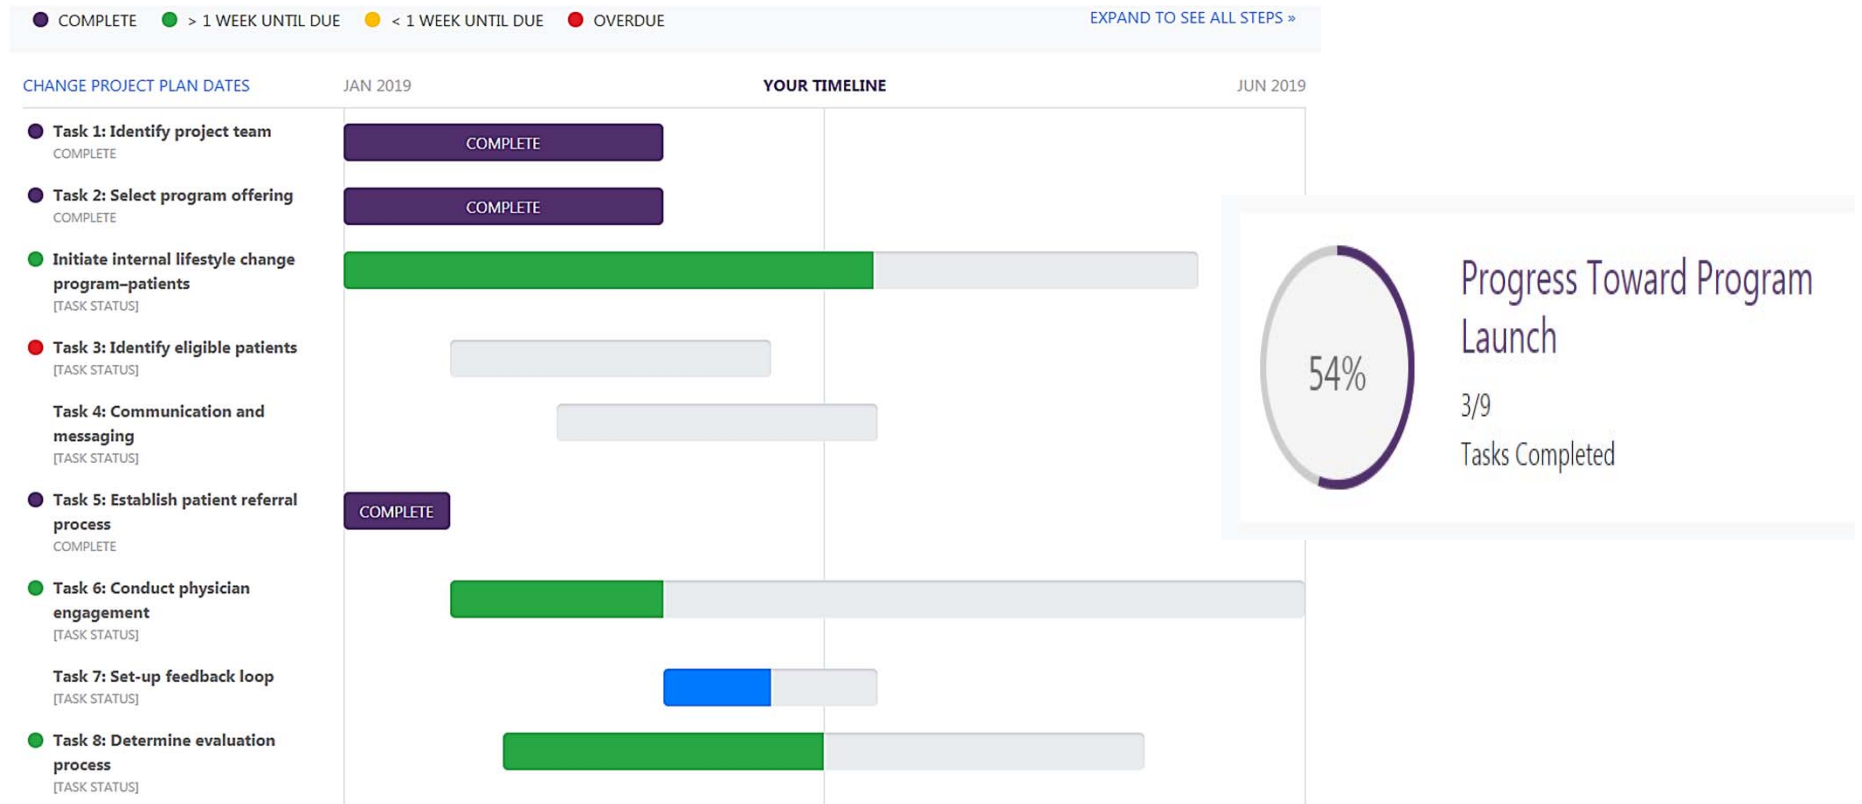 COMPLETE > 1 WEEK UNTIL DUE < 1 WEEK UNTIL DUE OVERDUE EXPAND TO SEE ALL STEPS »
CHANGE PROJECT PLAN DATES JAN 2019 YOUR TIMELINE JUN 2019
Task 1: Identify project team
COMPLETE
COMPLETE
Task 2: Select program offering
COMPLETE
COMPLETE
Initiate internal lifestyle change
program–patients
[TASK STATUS]
Task 3: Identify eligible patients
[TASK STATUS]
Task 4: Communication and
messaging
[TASK STATUS]
Task 5: Establish patient referral
process
COMPLETE
COMPLETE
Task 6: Conduct physician
engagement
[TASK STATUS]
Task 7: Set-up feedback loop
[TASK STATUS]
Task 8: Determine evaluation
process
[TASK STATUS]
54%
Progress Toward Program
Launch
3/9
Tasks Completed